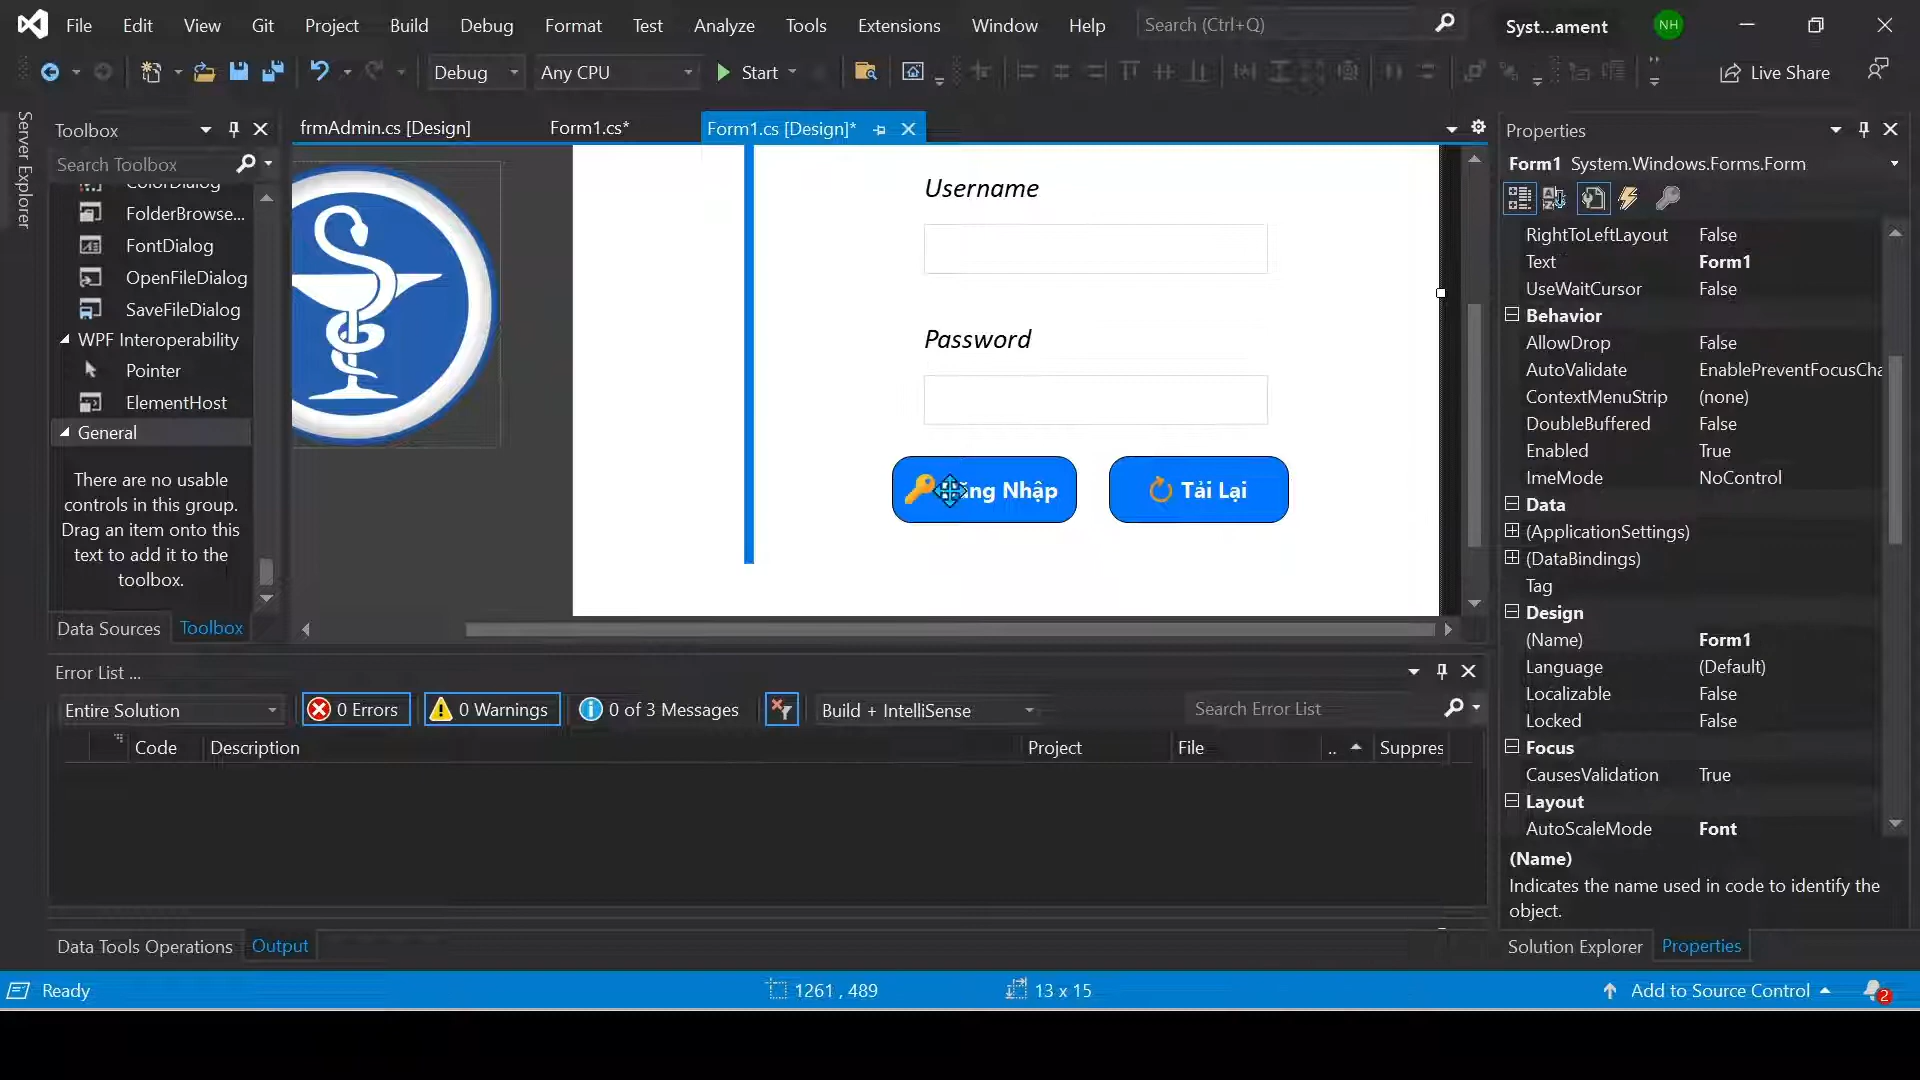 File Edit View Git Project Build Debug Format Test Analyze Tools Extensions Window Help Search (Ctrl+Q) Syst...ament NH
Debug Any CPU Start Live Share
Server Explorer
Toolbox
Search Toolbox
ColorDialog
FolderBrowse...
FontDialog
OpenFileDialog
SaveFileDialog
WPF Interoperability
Pointer
ElementHost
General
There are no usable
controls in this group.
Drag an item onto this
text to add it to the
toolbox.
Data Sources Toolbox
frmAdmin.cs [Design] Form1.cs* Form1.cs [Design]*
Username
Password
ng Nhập Tải Lại
Error List ...
Entire Solution 0 Errors 0 Warnings 0 of 3 Messages Build + IntelliSense Search Error List
Code Description Project File .. Suppres
Data Tools Operations Output
Properties
Form1 System.Windows.Forms.Form
RightToLeftLayout False
Text Form1
UseWaitCursor False
Behavior
AllowDrop False
AutoValidate EnablePreventFocusCha
ContextMenuStrip (none)
DoubleBuffered False
Enabled True
ImeMode NoControl
Data
(ApplicationSettings)
(DataBindings)
Tag
Design
(Name) Form1
Language (Default)
Localizable False
Locked False
Focus
CausesValidation True
Layout
AutoScaleMode Font
(Name)
Indicates the name used in code to identify the
object.
Solution Explorer Properties
Ready 1261 , 489 13 x 15 Add to Source Control 2